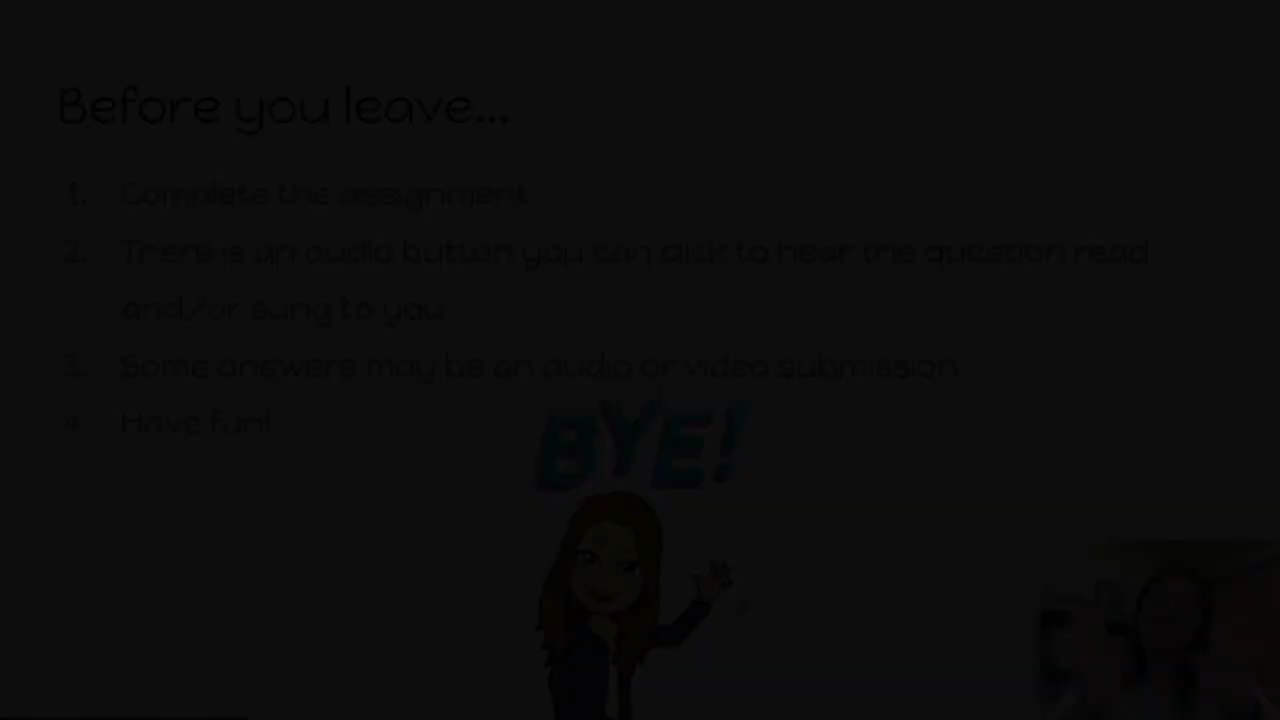 Before you leave...
1. Complete the assignment
2. There is an audio button you can click to hear the question read
and/or sung to you
3. Some answers may be an audio or video submission
4. Have fun!
BYE!